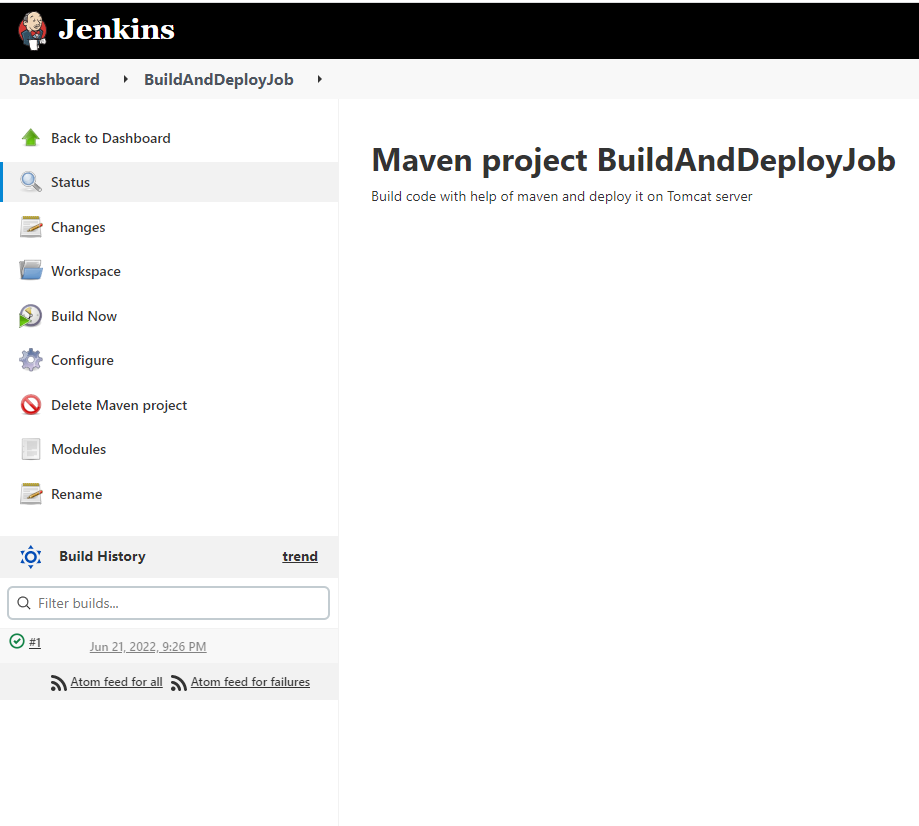 Jenkins
Dashboard
BuildAndDeployJob
Back to Dashboard
Status
Changes
Workspace
Build Now
Configure
Delete Maven project
Modules
Rename
Build History
trend
Filter builds...
#1
Jun 21, 2022, 9:26 PM
Atom feed for all
Atom feed for failures
Maven project BuildAndDeployJob
Build code with help of maven and deploy it on Tomcat server